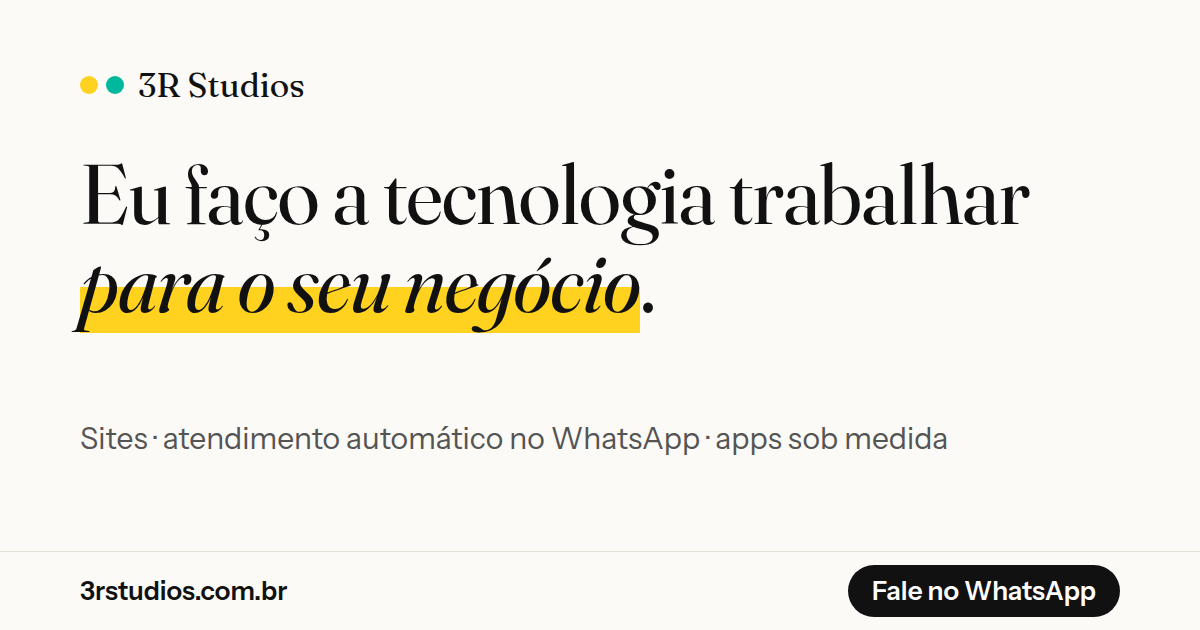 3R Studios
Eu faço a tecnologia trabalhar
para o seu negócio.
Sites · atendimento automático no WhatsApp · apps sob medida
3rstudios.com.br
Fale no WhatsApp